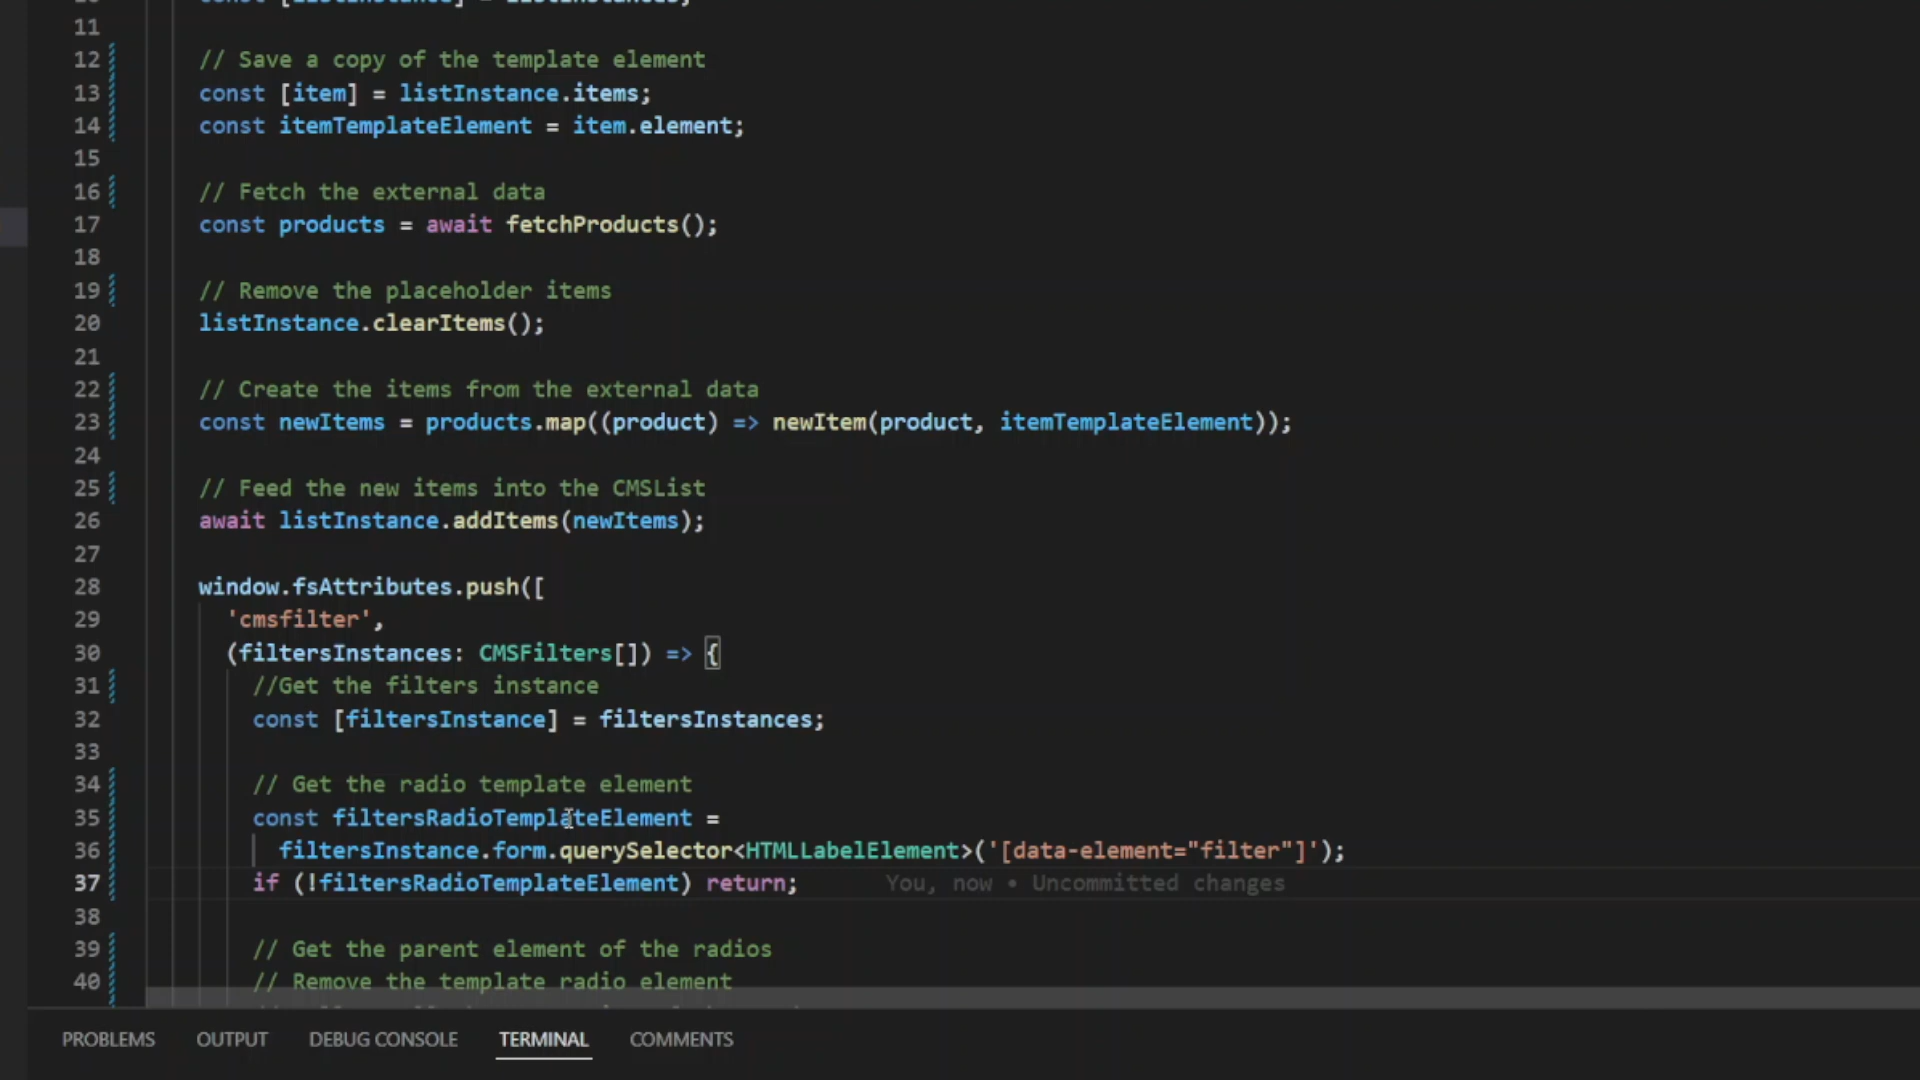 11
12 // Save a copy of the template element
13 const [item] = listInstance.items;
14 const itemTemplateElement = item.element;
15
16 // Fetch the external data
17 const products = await fetchProducts();
18
19 // Remove the placeholder items
20 listInstance.clearItems();
21
22 // Create the items from the external data
23 const newItems = products.map((product) => newItem(product, itemTemplateElement));
24
25 // Feed the new items into the CMSList
26 await listInstance.addItems(newItems);
27
28 window.fsAttributes.push([
29 'cmsfilter',
30 (filtersInstances: CMSFilters[]) => {
31 //Get the filters instance
32 const [filtersInstance] = filtersInstances;
33
34 // Get the radio template element
35 const filtersRadioTemplateElement =
36 filtersInstance.form.querySelector<HTMLLabelElement>('[data-element="filter"]');
37 if (!filtersRadioTemplateElement) return; You, now • Uncommitted changes
38
39 // Get the parent element of the radios
40 // Remove the template radio element
PROBLEMS OUTPUT DEBUG CONSOLE TERMINAL COMMENTS